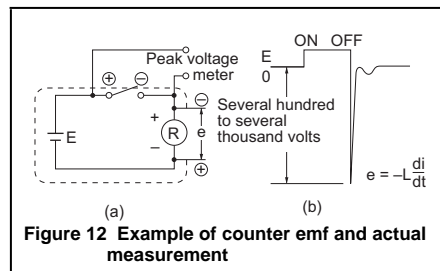 Peak voltage
meter
⊕ ⊖
E
+
−
R
⊖
e
⊕
(a)
ON OFF
E
0
Several hundred
to several
thousand volts
e = −L di/dt
(b)
Figure 12 Example of counter emf and actual
measurement